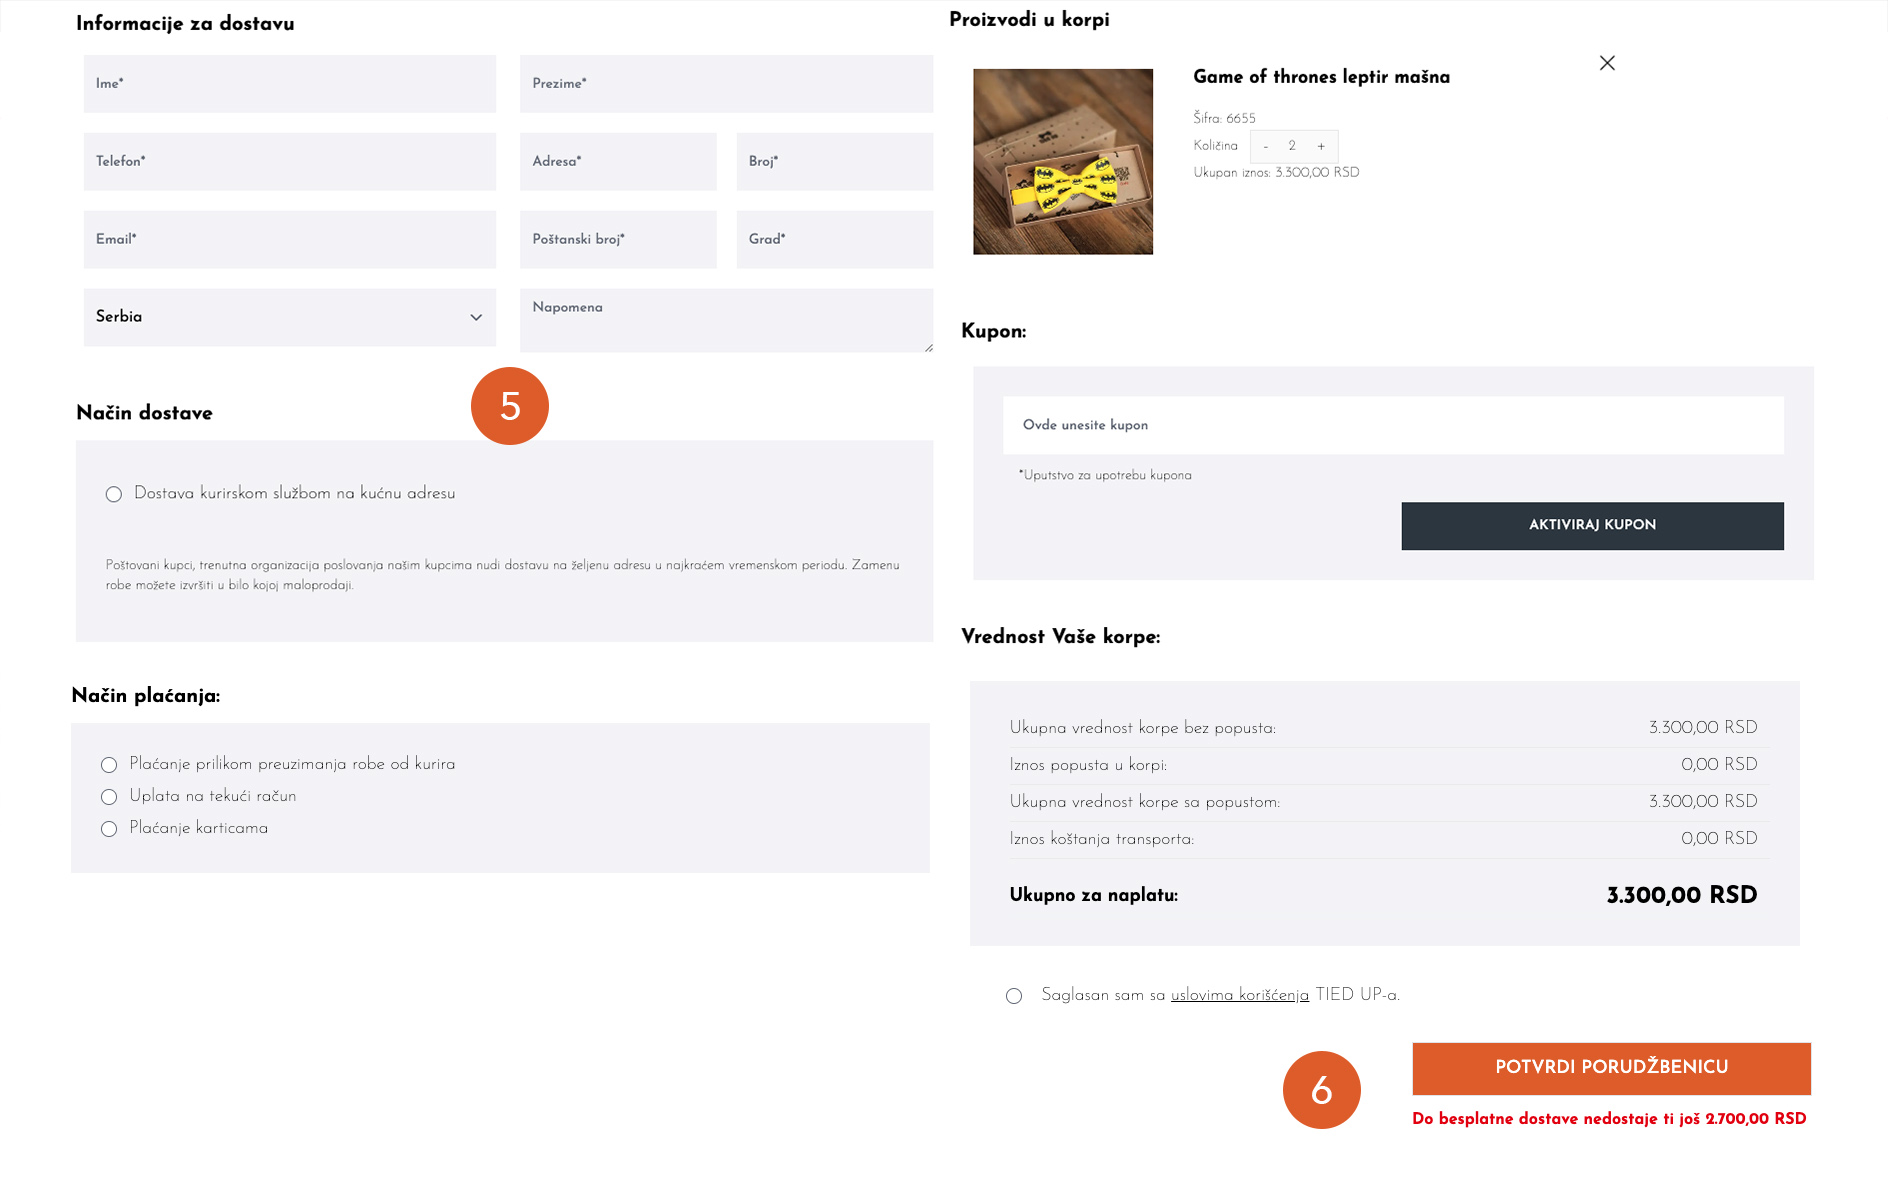 Informacije za dostavu
Ime*
Prezime*
Telefon*
Adresa*
Broj*
Email*
Poštanski broj*
Grad*
Serbia
Napomena
5
Način dostave
Dostava kurirskom službom na kućnu adresu
Poštovani kupci, trenutna organizacija poslovanja našim kupcima nudi dostavu na željenu adresu u najkraćem vremenskom periodu. Zamenu
robe možete izvršiti u bilo kojoj maloprodaji.
Način plaćanja:
Plaćanje prilikom preuzimanja robe od kurira
Uplata na tekući račun
Plaćanje karticama
Proizvodi u korpi
Game of thrones leptir mašna
Šifra: 6655
Količina - 2 +
Ukupan iznos: 3.300,00 RSD
Kupon:
Ovde unesite kupon
*Uputstvo za upotrebu kupona
AKTIVIRAJ KUPON
Vrednost Vaše korpe:
Ukupna vrednost korpe bez popusta: 3.300,00 RSD
Iznos popusta u korpi: 0,00 RSD
Ukupna vrednost korpe sa popustom: 3.300,00 RSD
Iznos koštanja transporta: 0,00 RSD
Ukupno za naplatu: 3.300,00 RSD
Saglasan sam sa uslovima korišćenja TIED UP-a.
6
POTVRDI PORUDŽBENICU
Do besplatne dostave nedostaje ti još 2.700,00 RSD